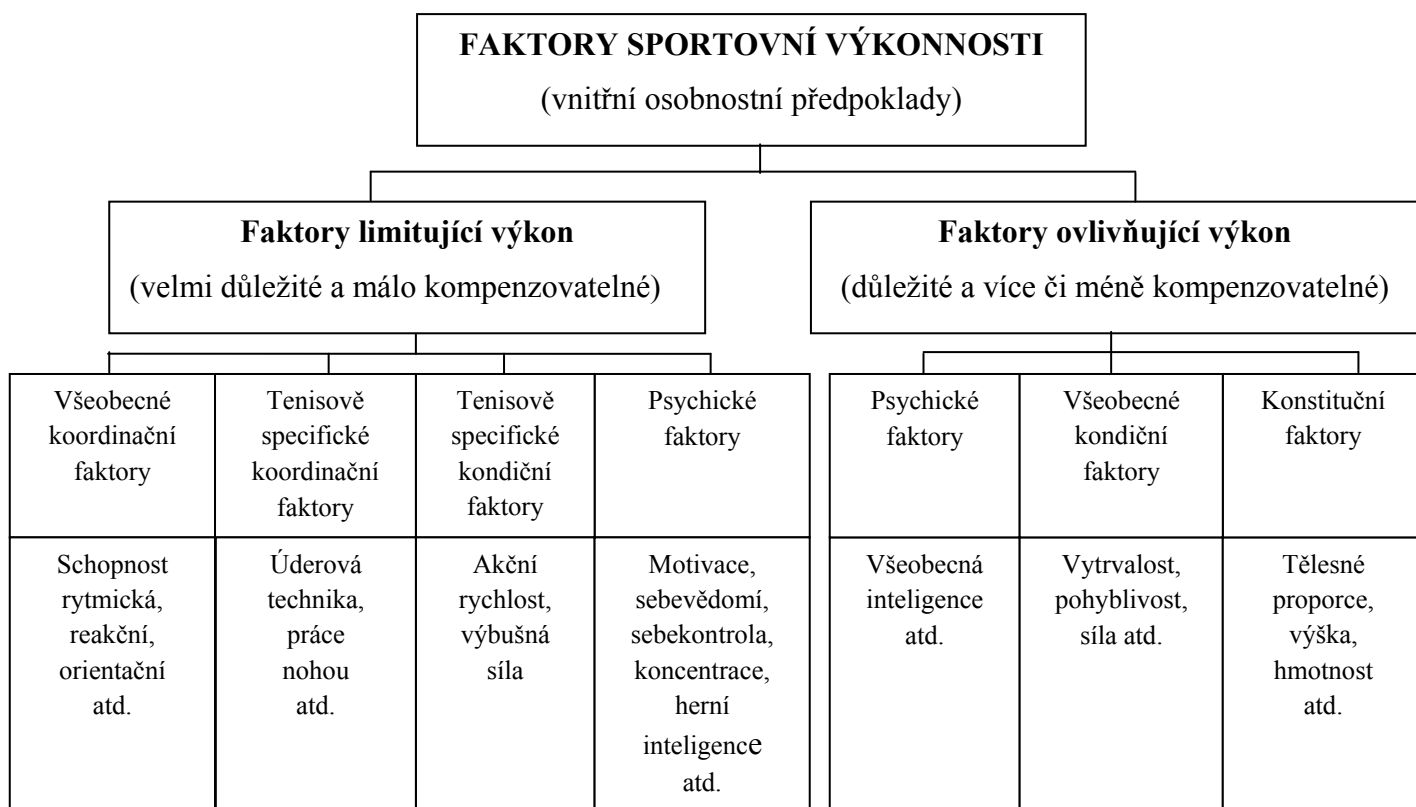 FAKTORY SPORTOVNÍ VÝKONNOSTI
(vnitřní osobnostní předpoklady)
Faktory limitující výkon
(velmi důležité a málo kompenzovatelné)
Faktory ovlivňující výkon
(důležité a více či méně kompenzovatelné)
Všeobecné
koordinační
faktory
Tenisově
specifické
koordinační
faktory
Tenisově
specifické
kondiční
faktory
Psychické
faktory
Psychické
faktory
Všeobecné
kondiční
faktory
Konstituční
faktory
Schopnost
rytmická,
reakční,
orientační
atd.
Úderová
technika,
práce
nohou
atd.
Akční
rychlost,
výbušná
síla
Motivace,
sebevědomí,
sebekontrola,
koncentrace,
herní
inteligence
atd.
Všeobecná
inteligence
atd.
Vytrvalost,
pohyblivost,
síla atd.
Tělesné
proporce,
výška,
hmotnost
atd.